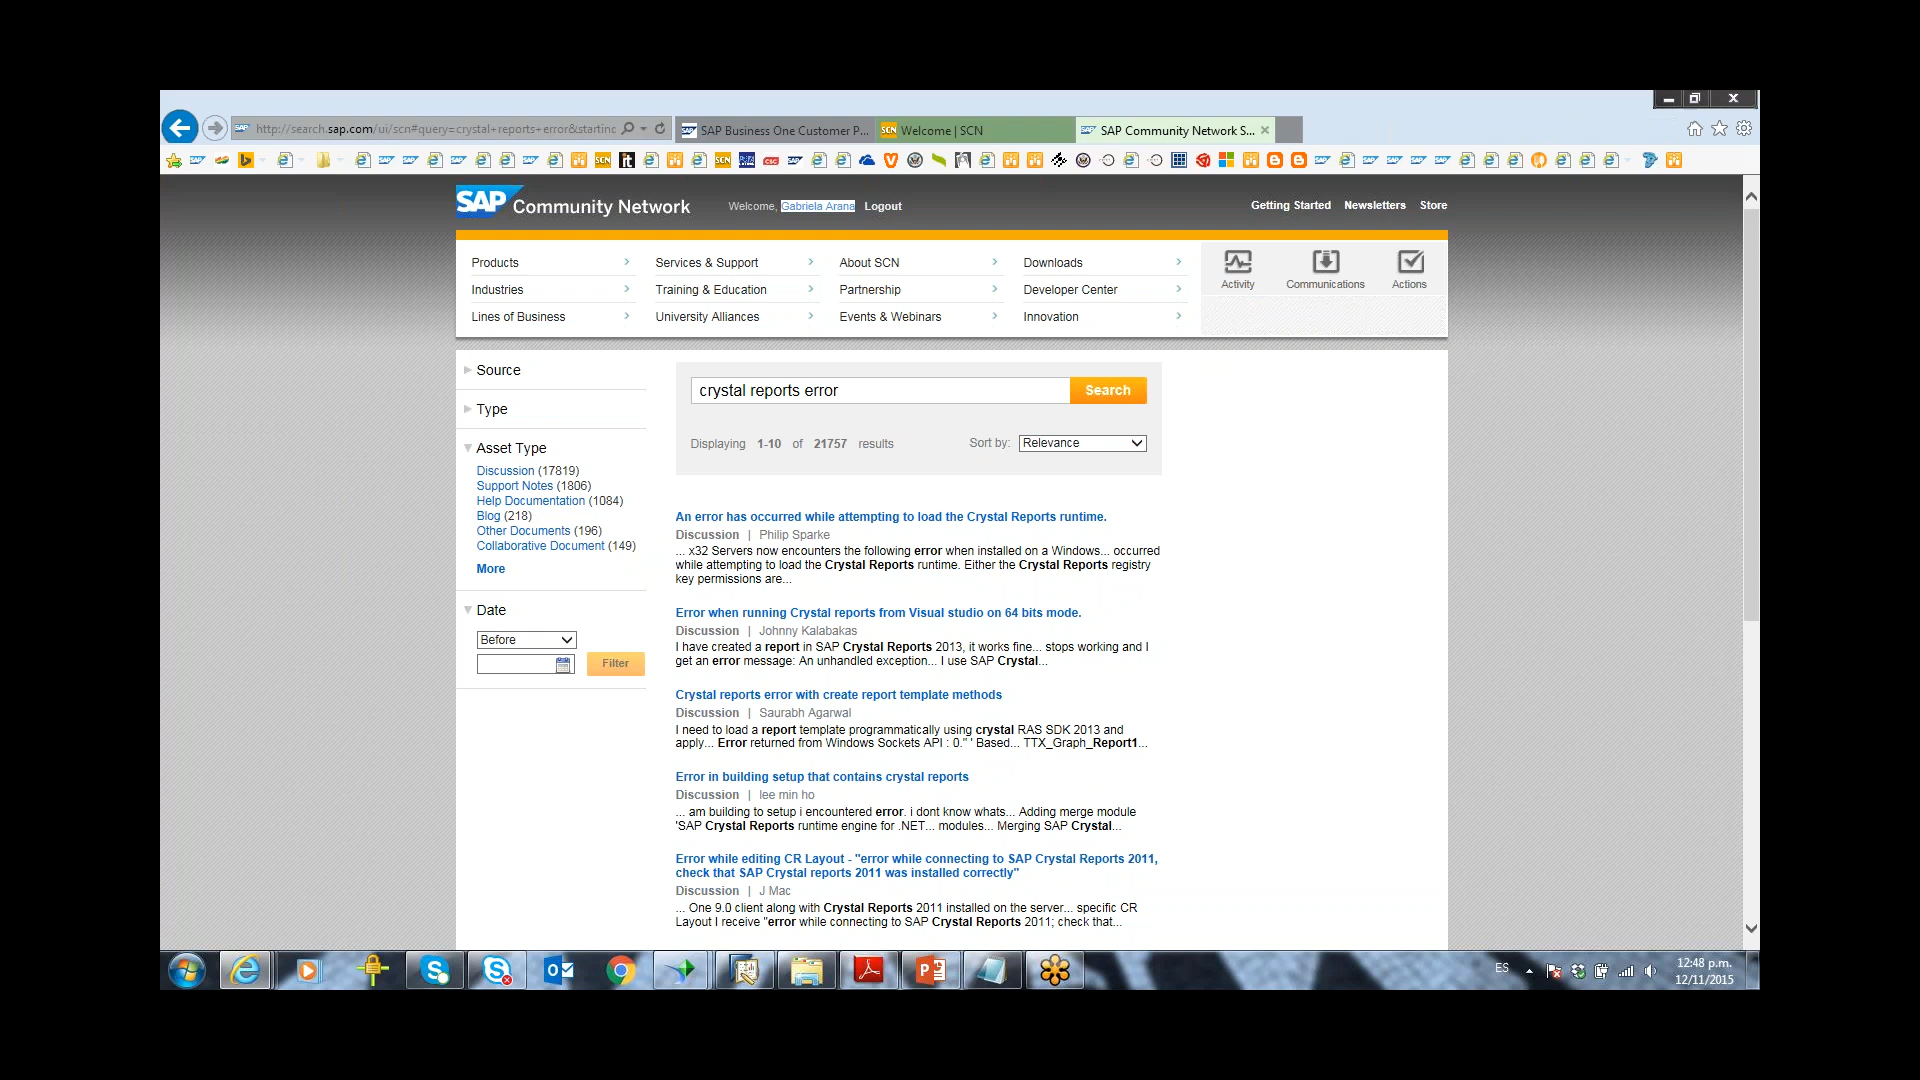 http://search.sap.com/ui/scn#query=crystal+reports+error&startinc
SAP Business One Customer P...
Welcome | SCN
SAP Community Network S...
SAP Community Network
Welcome, Gabriela Arana Logout
Getting Started Newsletters Store
Products Services & Support About SCN Downloads
Industries Training & Education Partnership Developer Center
Lines of Business University Alliances Events & Webinars Innovation
Activity Communications Actions
Source
Type
Asset Type
Discussion (17819)
Support Notes (1806)
Help Documentation (1084)
Blog (218)
Other Documents (196)
Collaborative Document (149)
More
Date
Before
Filter
crystal reports error Search
Displaying 1-10 of 21757 results Sort by: Relevance
An error has occurred while attempting to load the Crystal Reports runtime.
Discussion | Philip Sparke
... x32 Servers now encounters the following error when installed on a Windows... occurred
while attempting to load the Crystal Reports runtime. Either the Crystal Reports registry
key permissions are...
Error when running Crystal reports from Visual studio on 64 bits mode.
Discussion | Johnny Kalabakas
I have created a report in SAP Crystal Reports 2013, it works fine... stops working and I
get an error message: An unhandled exception... I use SAP Crystal...
Crystal reports error with create report template methods
Discussion | Saurabh Agarwal
I need to load a report template programmatically using crystal RAS SDK 2013 and
apply... Error returned from Windows Sockets API : 0." ' Based... TTX_Graph_Report1...
Error in building setup that contains crystal reports
Discussion | lee min ho
... am building to setup i encountered error. i dont know whats... Adding merge module
'SAP Crystal Reports runtime engine for .NET... modules... Merging SAP Crystal...
Error while editing CR Layout - "error while connecting to SAP Crystal Reports 2011,
check that SAP Crystal reports 2011 was installed correctly"
Discussion | J Mac
... One 9.0 client along with Crystal Reports 2011 installed on the server... specific CR
Layout I receive "error while connecting to SAP Crystal Reports 2011; check that...
ES
12:48 p.m.
12/11/2015